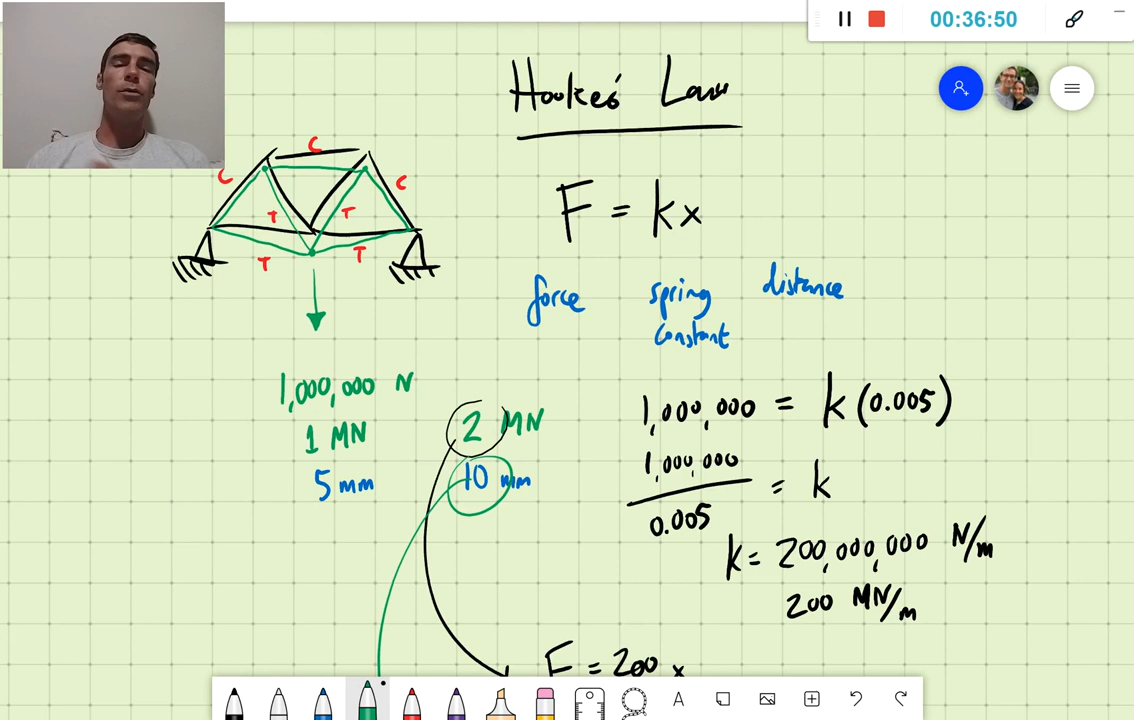 00:36:50
Hooke's Law
C
C
C
T
T
T
T
F = kx
force
spring
constant
distance
1,000,000 N
1 MN
5 mm
2 MN
10 mm
1,000,000 = k (0.005)
1,000,000
0.005
= k
k = 200,000,000 N/m
200 MN/m
F = 200 x
A